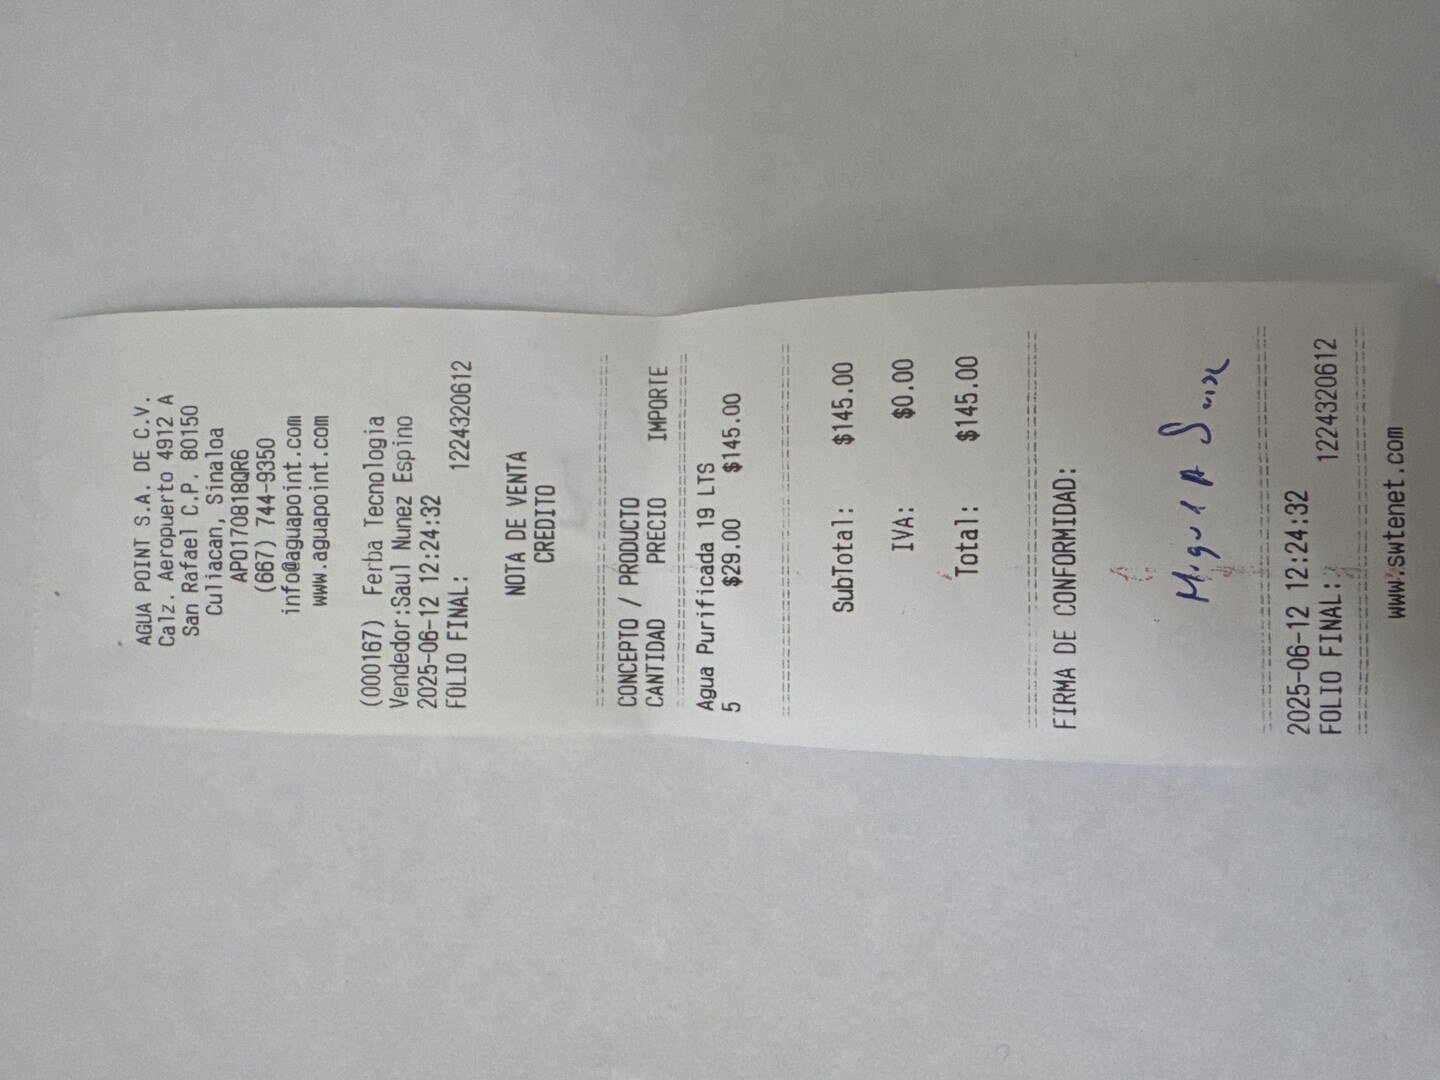 AGUA POINT S.A. DE C.V.
Calz. Aeropuerto 4912 A
San Rafael C.P. 80150
Culiacan, Sinaloa
APO170818QR6
(667) 744-9350
info@aguapoint.com
www.aguapoint.com
(000167) Ferba Tecnologia
Vendedor:Saul Nunez Espino
2025-06-12 12:24:32
FOLIO FINAL: 1224320612
NOTA DE VENTA
CREDITO
CONCEPTO / PRODUCTO
CANTIDAD PRECIO IMPORTE
Agua Purificada 19 LTS
5 $29.00 $145.00
SubTotal: $145.00
IVA: $0.00
Total: $145.00
FIRMA DE CONFORMIDAD:
Miguel A
2025-06-12 12:24:32
FOLIO FINAL: 1224320612
www.swtenet.com